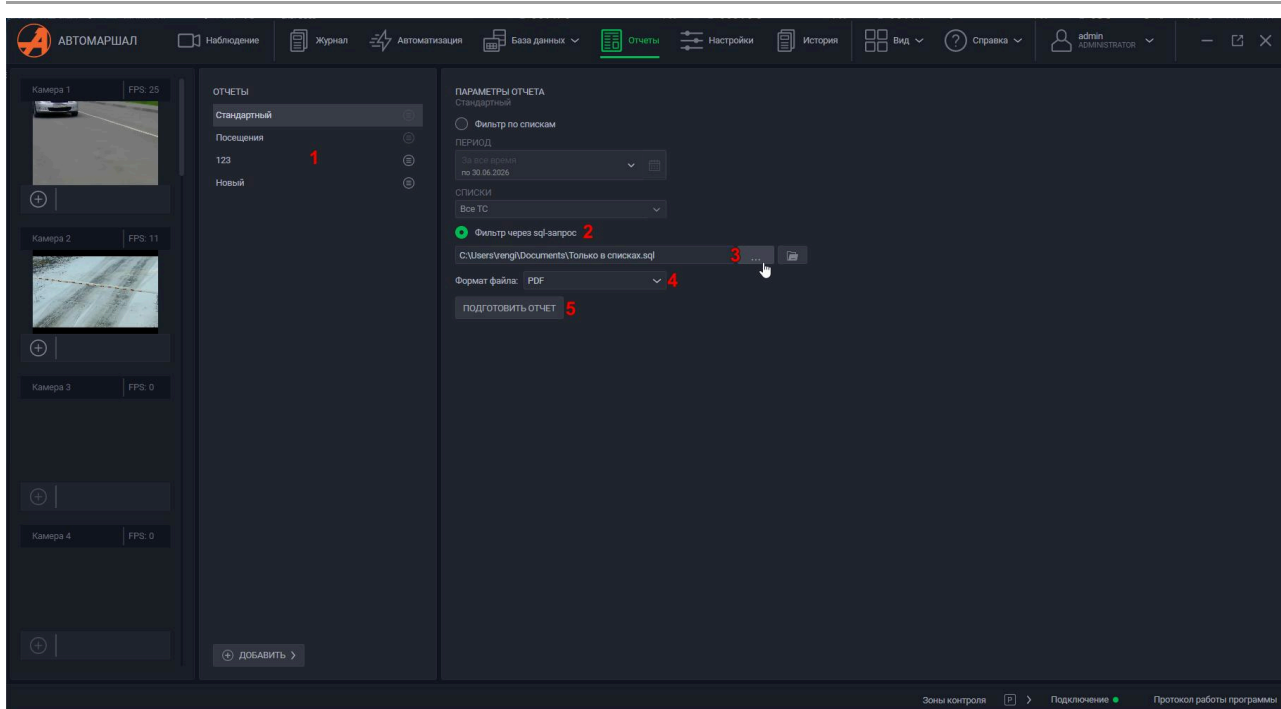 АВТОМАРШАЛ
Наблюдение
Журнал
Автоматизация
База данных
Отчеты
Настройки
История
Вид
Справка
admin
ADMINISTRATOR
Камера 1 FPS: 25
Камера 2 FPS: 11
Камера 3 FPS: 0
Камера 4 FPS: 0
ОТЧЕТЫ
Стандартный
Посещения
123
1
Новый
ДОБАВИТЬ
ПАРАМЕТРЫ ОТЧЕТА
Стандартный
Фильтр по спискам
ПЕРИОД
За все время
по 30.06.2026
СПИСКИ
Все ТС
Фильтр через sql-запрос 2
C:\Users\rengi\Documents\Только в списках.sql 3 ...
Формат файла: PDF 4
ПОДГОТОВИТЬ ОТЧЕТ 5
Зоны контроля P Подключение Протокол работы программы